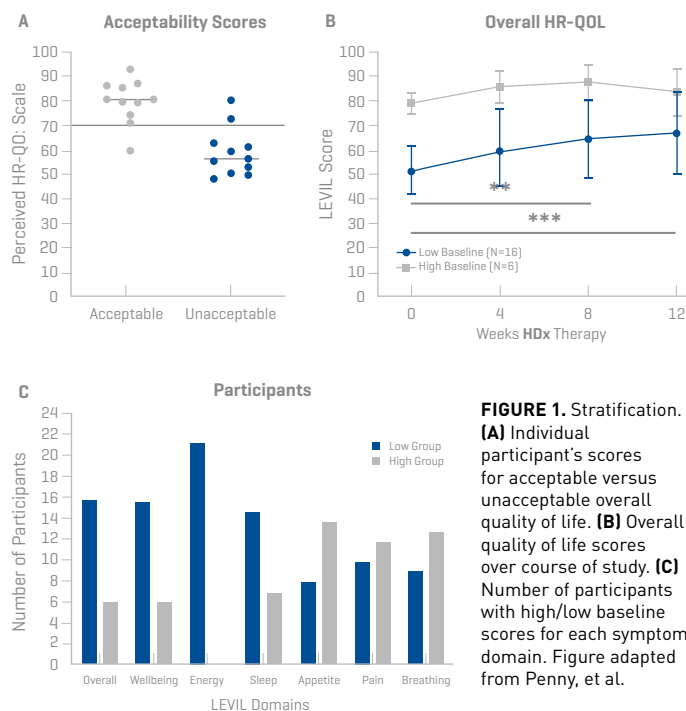 A
Acceptability Scores
Perceived HR-QO: Scale
100
90
80
70
60
50
40
30
20
10
0
Acceptable
Unacceptable
B
Overall HR-QOL
LEVIL Score
100
90
80
70
60
50
40
30
20
10
0
**
***
Low Baseline (N=16)
High Baseline (N=6)
0
4
8
12
Weeks HDx Therapy
C
Participants
Number of Participants
24
22
20
18
16
14
12
10
8
6
4
2
0
Low Group
High Group
Overall
Wellbeing
Energy
Sleep
Appetite
Pain
Breathing
LEVIL Domains
FIGURE 1. Stratification.
(A) Individual
participant's scores
for acceptable versus
unacceptable overall
quality of life. (B) Overall
quality of life scores
over course of study. (C)
Number of participants
with high/low baseline
scores for each symptom
domain. Figure adapted
from Penny, et al.